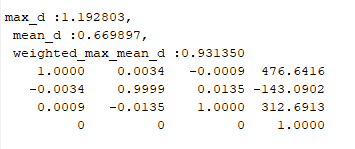 max_d :1.192803,
mean_d :0.669897,
weighted_max_mean_d :0.931350
1.0000 0.0034 -0.0009 476.6416
-0.0034 0.9999 0.0135 -143.0902
0.0009 -0.0135 1.0000 312.6913
0 0 0 1.0000